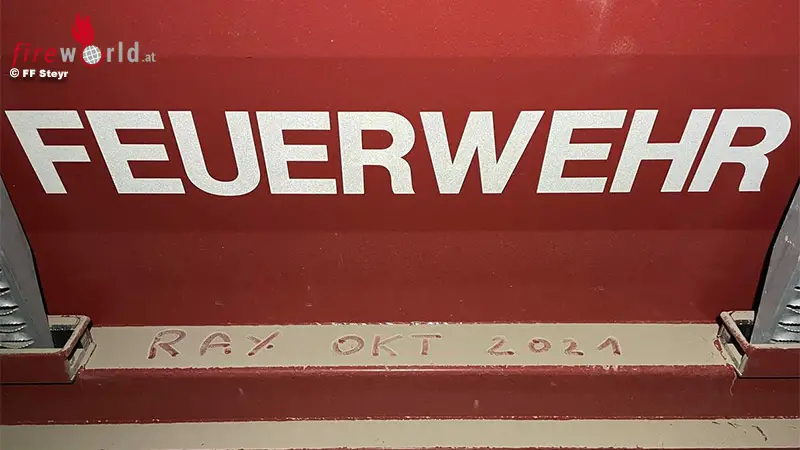 fireworld.at
© FF Steyr
FEUERWEHR
RAX OKT 2021